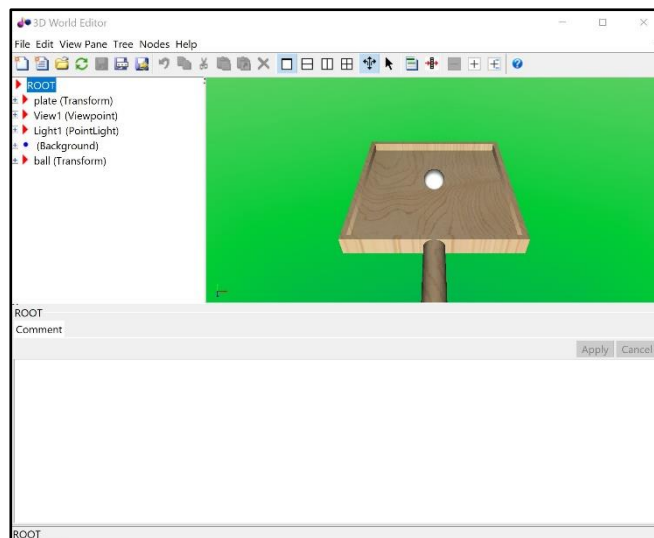 3D World Editor
File Edit View Pane Tree Nodes Help
ROOT
plate (Transform)
View1 (Viewpoint)
Light1 (PointLight)
(Background)
ball (Transform)
ROOT
Comment
Apply Cancel
ROOT